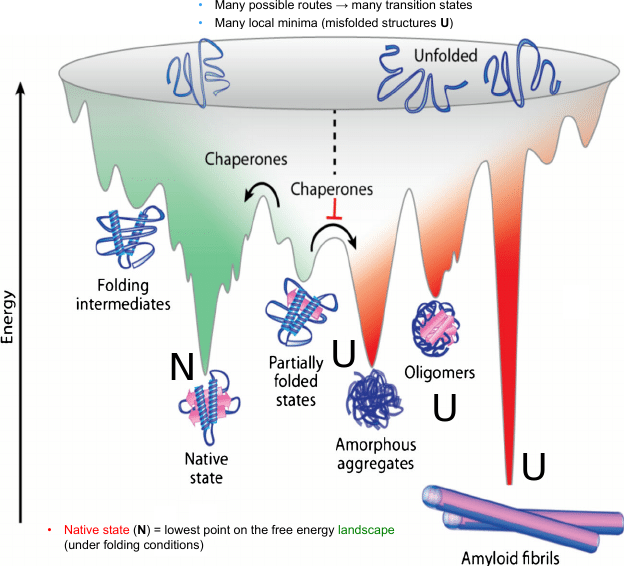 • Many possible routes → many transition states
• Many local minima (misfolded structures U)
Unfolded
Chaperones
Chaperones
Energy
Folding
intermediates
N
Native
state
Partially
folded
states
U
Amorphous
aggregates
Oligomers
U
U
Amyloid fibrils
• Native state (N) = lowest point on the free energy landscape
(under folding conditions)